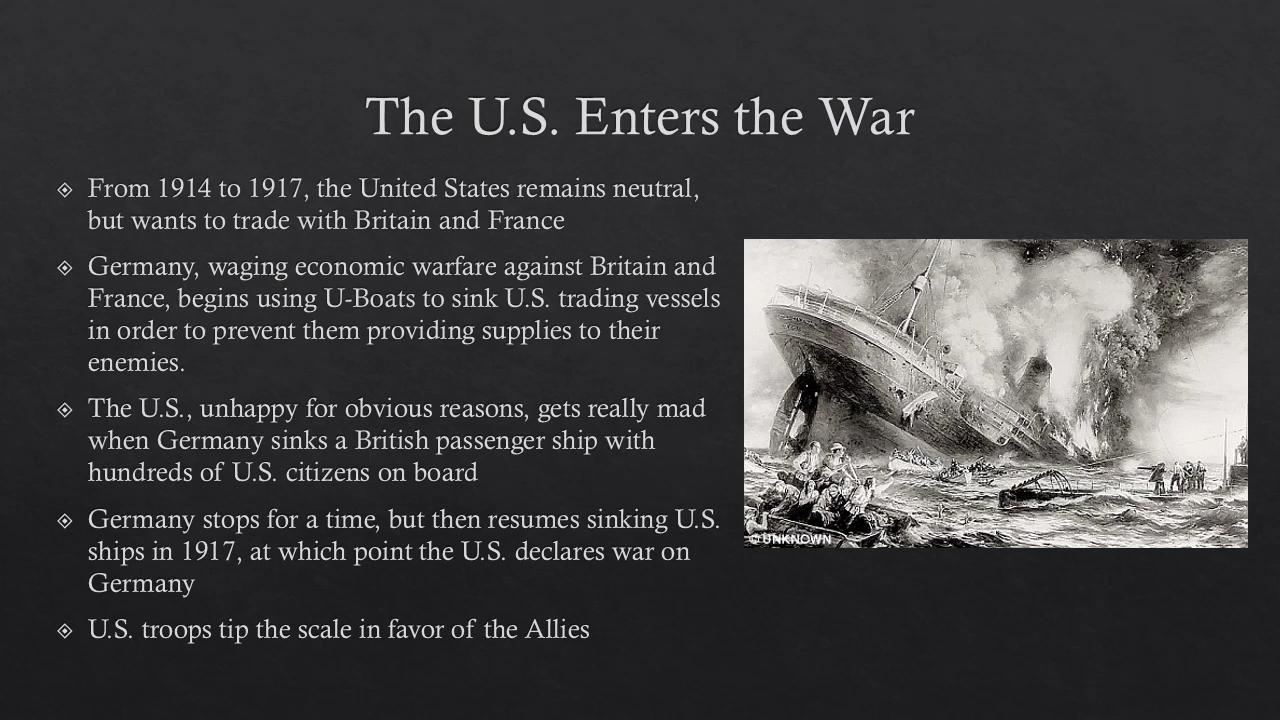 The U.S. Enters the War
From 1914 to 1917, the United States remains neutral,
but wants to trade with Britain and France
Germany, waging economic warfare against Britain and
France, begins using U-Boats to sink U.S. trading vessels
in order to prevent them providing supplies to their
enemies.
The U.S., unhappy for obvious reasons, gets really mad
when Germany sinks a British passenger ship with
hundreds of U.S. citizens on board
Germany stops for a time, but then resumes sinking U.S.
ships in 1917, at which point the U.S. declares war on
Germany
U.S. troops tip the scale in favor of the Allies
©UNKNOWN